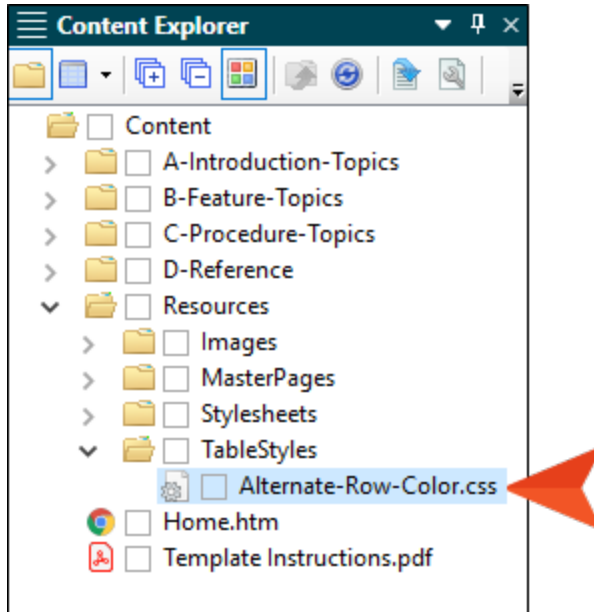 Content Explorer
Content
A-Introduction-Topics
B-Feature-Topics
C-Procedure-Topics
D-Reference
Resources
Images
MasterPages
Stylesheets
TableStyles
Alternate-Row-Color.css
Home.htm
Template Instructions.pdf